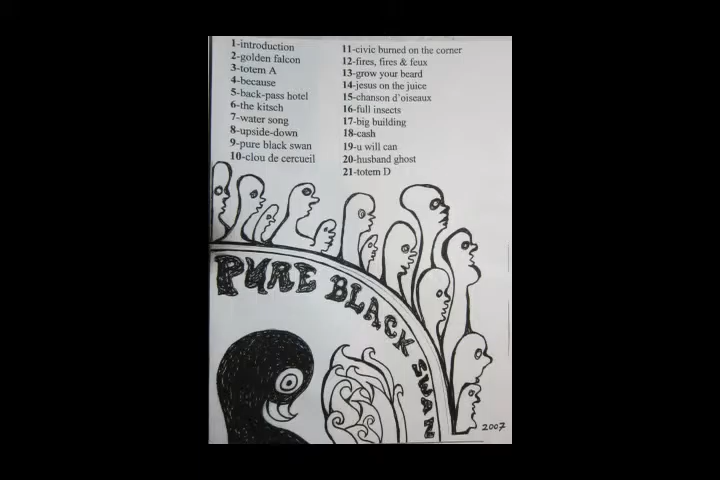 1-introduction
2-golden falcon
3-totem A
4-because
5-back-pass hotel
6-the kitsch
7-water song
8-upside-down
9-pure black swan
10-clou de cercueil
11-civic burned on the corner
12-fires, fires & feux
13-grow your beard
14-jesus on the juice
15-chanson d'oiseaux
16-full insects
17-big building
18-cash
19-u will can
20-husband ghost
21-totem D
PURE BLACK SWAN
2007